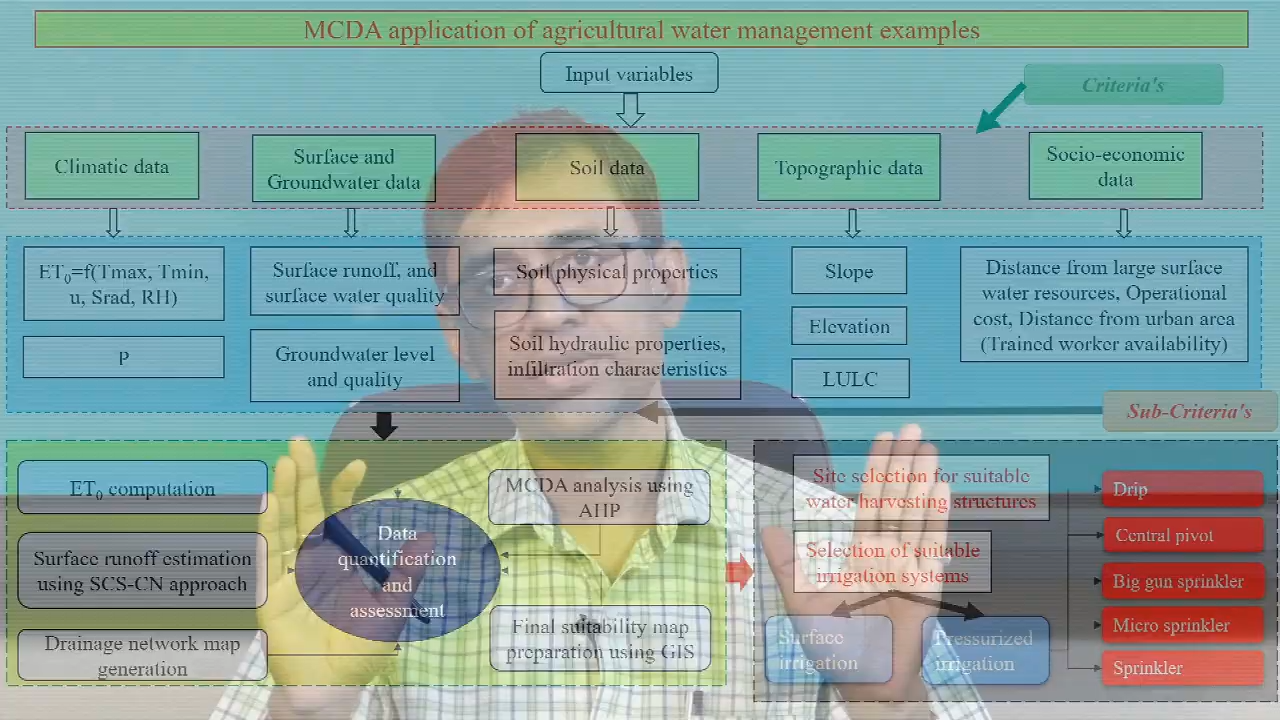 MCDA application of agricultural water management examples
Input variables
Criteria's
Climatic data
Surface and
Groundwater data
Soil data
Topographic data
Socio-economic
data
ET₀=f(Tmax, Tmin,
u, Srad, RH)
P
Surface runoff, and
surface water quality
Groundwater level
and quality
Soil physical properties
Soil hydraulic properties,
infiltration characteristics
Slope
Elevation
LULC
Distance from large surface
water resources, Operational
cost, Distance from urban area
(Trained worker availability)
Sub-Criteria's
ET₀ computation
Surface runoff estimation
using SCS-CN approach
Drainage network map
generation
Data
quantification
and
assessment
MCDA analysis using
AHP
Final suitability map
preparation using GIS
Site selection for suitable
water harvesting structures
Selection of suitable
irrigation systems
Surface
irrigation
Pressurized
irrigation
Drip
Central pivot
Big gun sprinkler
Micro sprinkler
Sprinkler